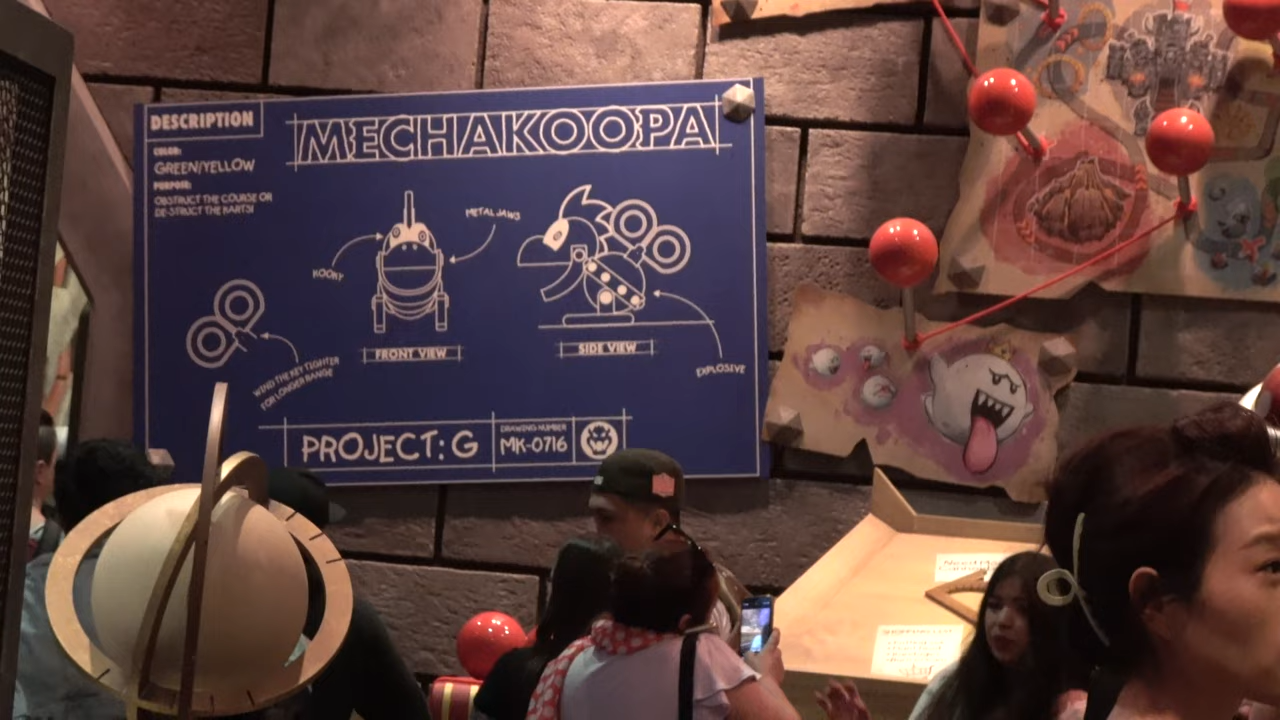 DESCRIPTION
COLOR:
GREEN/YELLOW
PURPOSE:
OBSTRUCT THE COURSE OR
DE-STRUCT THE KARTS!
MECHAKOOPA
ROCKY
METAL JAWS
WIND THE KEY TIGHTER
FOR LONGER RANGE
FRONT VIEW
SIDE VIEW
EXPLOSIVE
PROJECT: G
DRAWING NUMBER
MK-0716